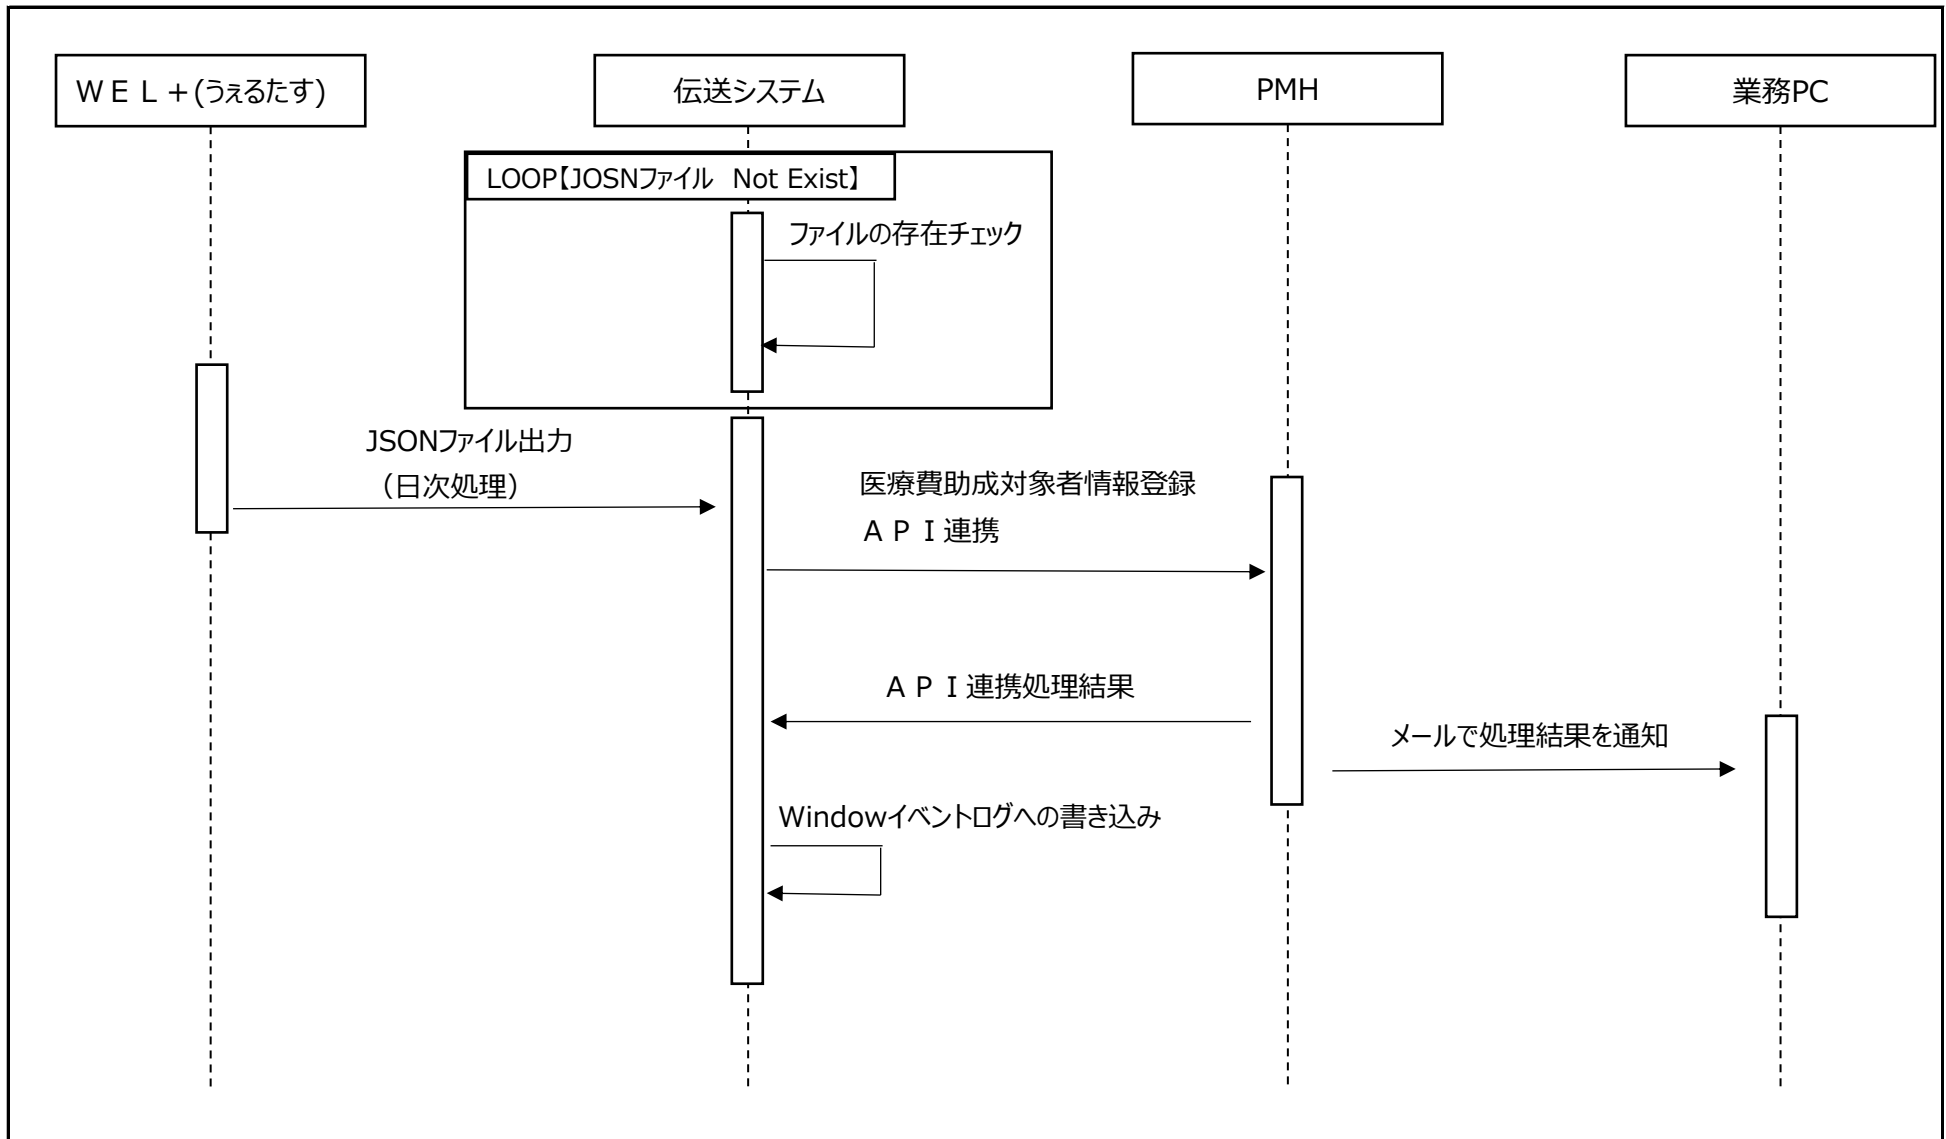 ＷＥＬ＋(うぇるたす)
伝送システム
PMH
業務PC
LOOP【JOSNファイル　Not Exist】
ファイルの存在チェック
JSONファイル出力
（日次処理）
医療費助成対象者情報登録
ＡＰＩ連携
ＡＰＩ連携処理結果
メールで処理結果を通知
Windowイベントログへの書き込み